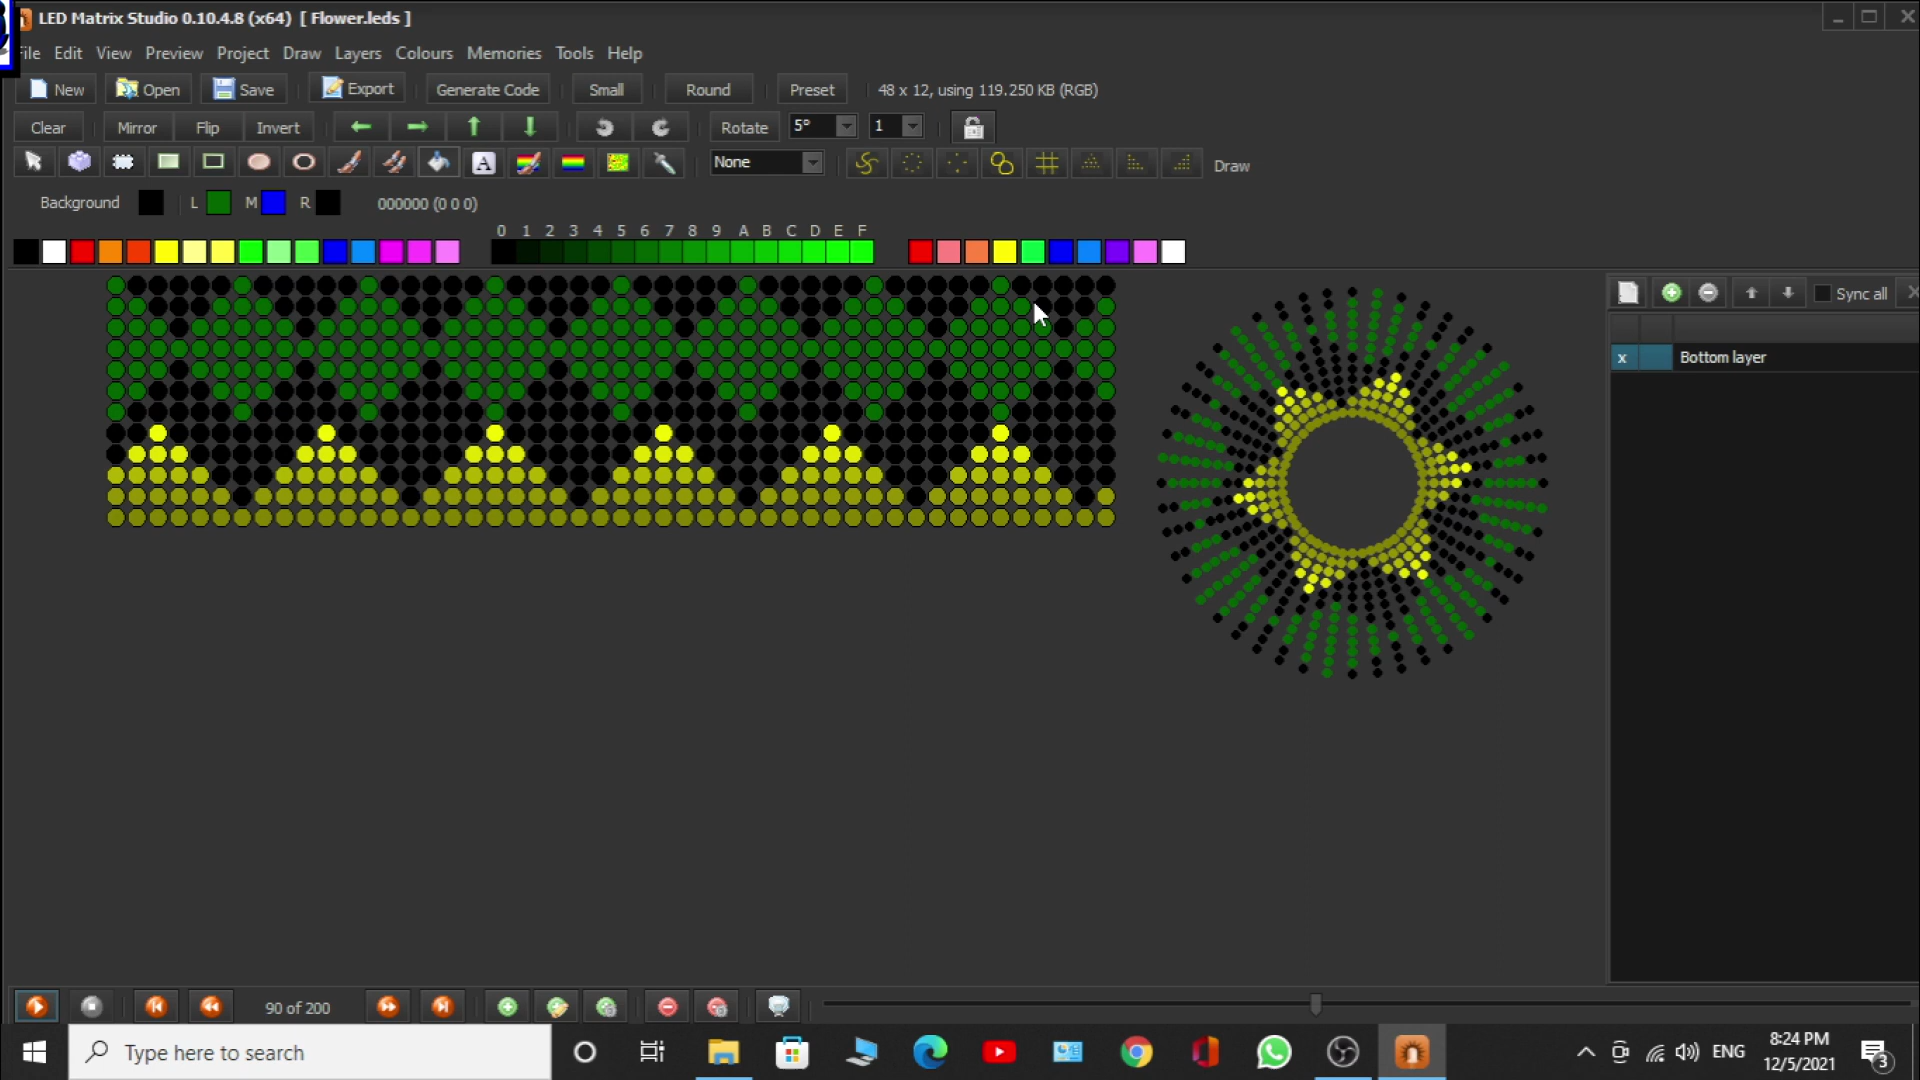 LED Matrix Studio 0.10.4.8 (x64) [ Flower.leds ]
File Edit View Preview Project Draw Layers Colours Memories Tools Help
New Open Save Export Generate Code Small Round Preset 48 x 12, using 119.250 KB (RGB)
Clear Mirror Flip Invert Rotate 5° 1
A None Draw
Background L M R 000000 (0 0 0)
0 1 2 3 4 5 6 7 8 9 A B C D E F
Sync all
x Bottom layer
90 of 200
Type here to search
ENG
8:24 PM
12/5/2021
3